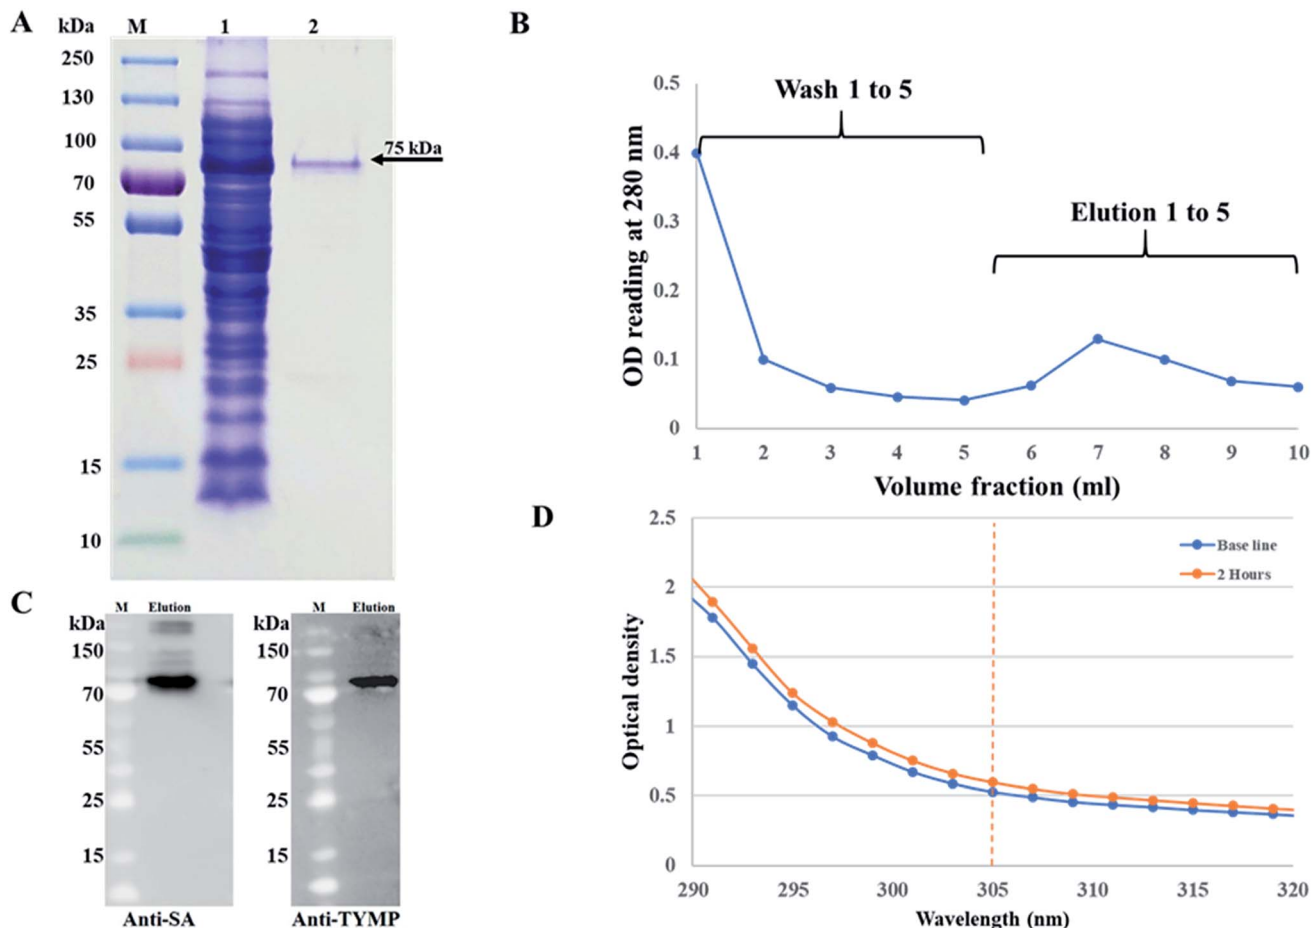 A
kDa M 1 2
250
130
100
75 kDa
70
55
35
25
15
10
B
0.5
0.4
0.3
0.2
0.1
0
OD reading at 280 nm
Wash 1 to 5
Elution 1 to 5
1 2 3 4 5 6 7 8 9 10
Volume fraction (ml)
C
M Elution
kDa
150
70
55
25
15
Anti-SA
M Elution
kDa
150
70
55
25
15
Anti-TYMP
D
2.5
2
1.5
1
0.5
0
Optical density
Base line
2 Hours
290 295 300 305 310 315 320
Wavelength (nm)